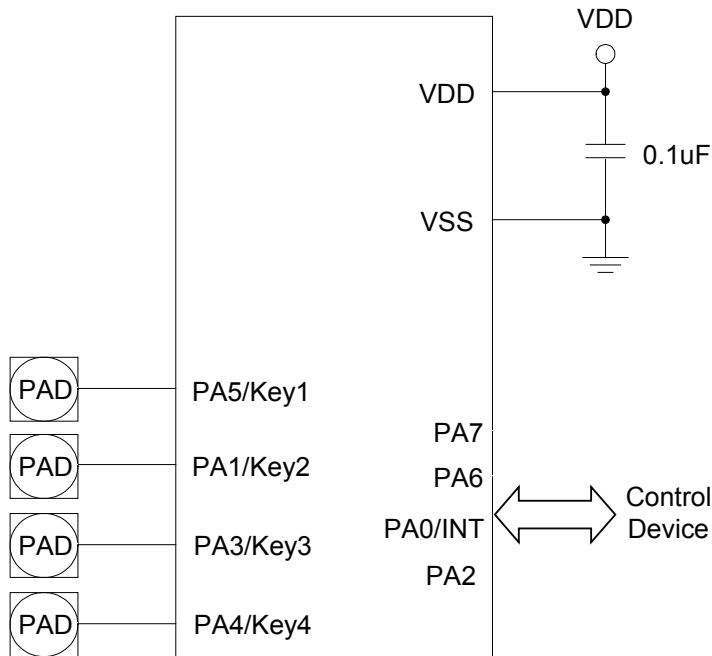 VDD
VDD
0.1uF
VSS
PAD PA5/Key1
PA7
PAD PA1/Key2
PA6
Control
Device
PA0/INT
PAD PA3/Key3
PA2
PAD PA4/Key4